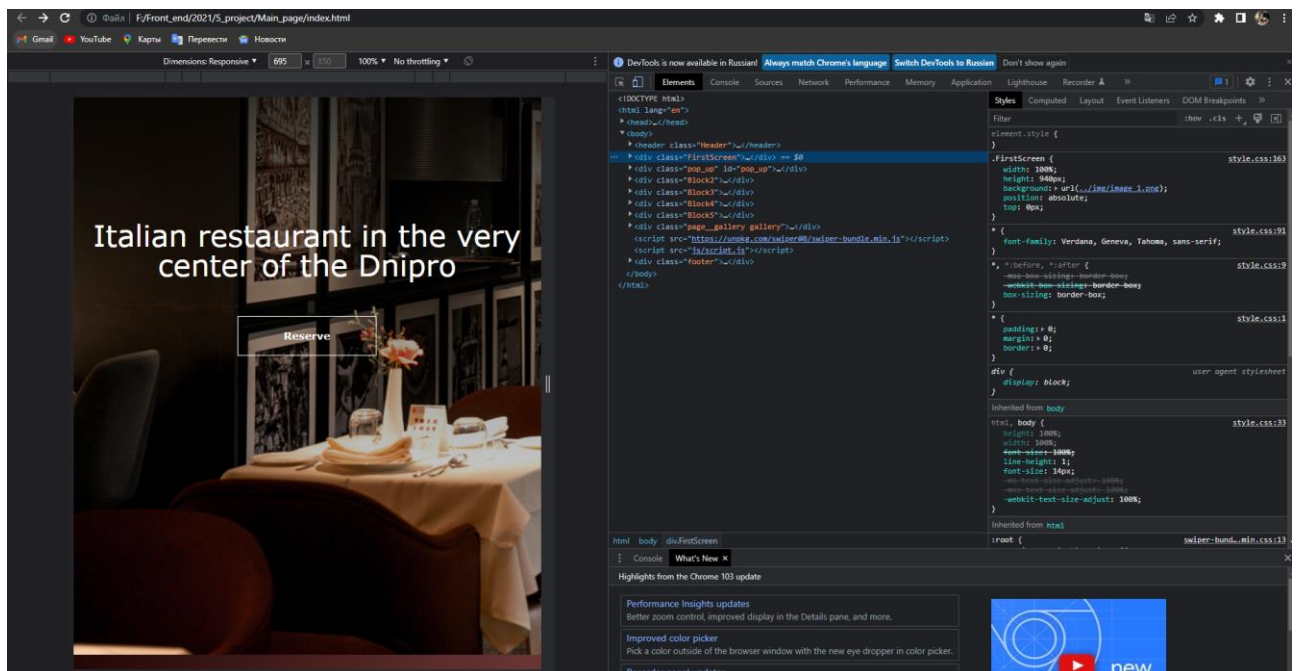 Файл | F:/Front_end/2021/5_project/Main_page/index.html
Gmail YouTube Карты Перевести Новости
Dimensions: Responsive ▼ 695 × 850 100% ▼ No throttling ▼
Italian restaurant in the very
center of the Dnipro
Reserve
DevTools is now available in Russian! Always match Chrome's language Switch DevTools to Russian Don't show again
Elements Console Sources Network Performance Memory Application Lighthouse Recorder » 1
<!DOCTYPE html>
<html lang="en">
▶ <head>…</head>
▼ <body>
▶ <header class="Header">…</header>
… ▶ <div class="FirstScreen">…</div> == $0
▶ <div class="pop_up" id="pop_up">…</div>
▶ <div class="Block2">…</div>
▶ <div class="Block3">…</div>
▶ <div class="Block4">…</div>
▶ <div class="Block5">…</div>
▶ <div class="page__gallery gallery">…</div>
<script src="https://unpkg.com/swiper@8/swiper-bundle.min.js"></script>
<script src="js/script.js"></script>
▶ <div class="footer">…</div>
</body>
</html>
html body div.FirstScreen
Styles Computed Layout Event Listeners DOM Breakpoints »
Filter :hov .cls +
element.style {
}
.FirstScreen { style.css:163
width: 100%;
height: 940px;
background: ▶ url(../img/image_1.png);
position: absolute;
top: 0px;
}
* { style.css:91
font-family: Verdana, Geneva, Tahoma, sans-serif;
}
*, *:before, *:after { style.css:9
-moz-box-sizing: border-box;
-webkit-box-sizing: border-box;
box-sizing: border-box;
}
* { style.css:1
padding: ▶ 0;
margin: ▶ 0;
border: ▶ 0;
}
div { user agent stylesheet
display: block;
}
Inherited from body
html, body { style.css:33
height: 100%;
width: 100%;
font-size: 100%;
line-height: 1;
font-size: 14px;
-ms-text-size-adjust: 100%;
-moz-text-size-adjust: 100%;
-webkit-text-size-adjust: 100%;
}
Inherited from html
:root { swiper-bund….min.css:13
Console What's New ×
Highlights from the Chrome 103 update
Performance Insights updates
Better zoom control, improved display in the Details pane, and more.
Improved color picker
Pick a color outside of the browser window with the new eye dropper in color picker.
new